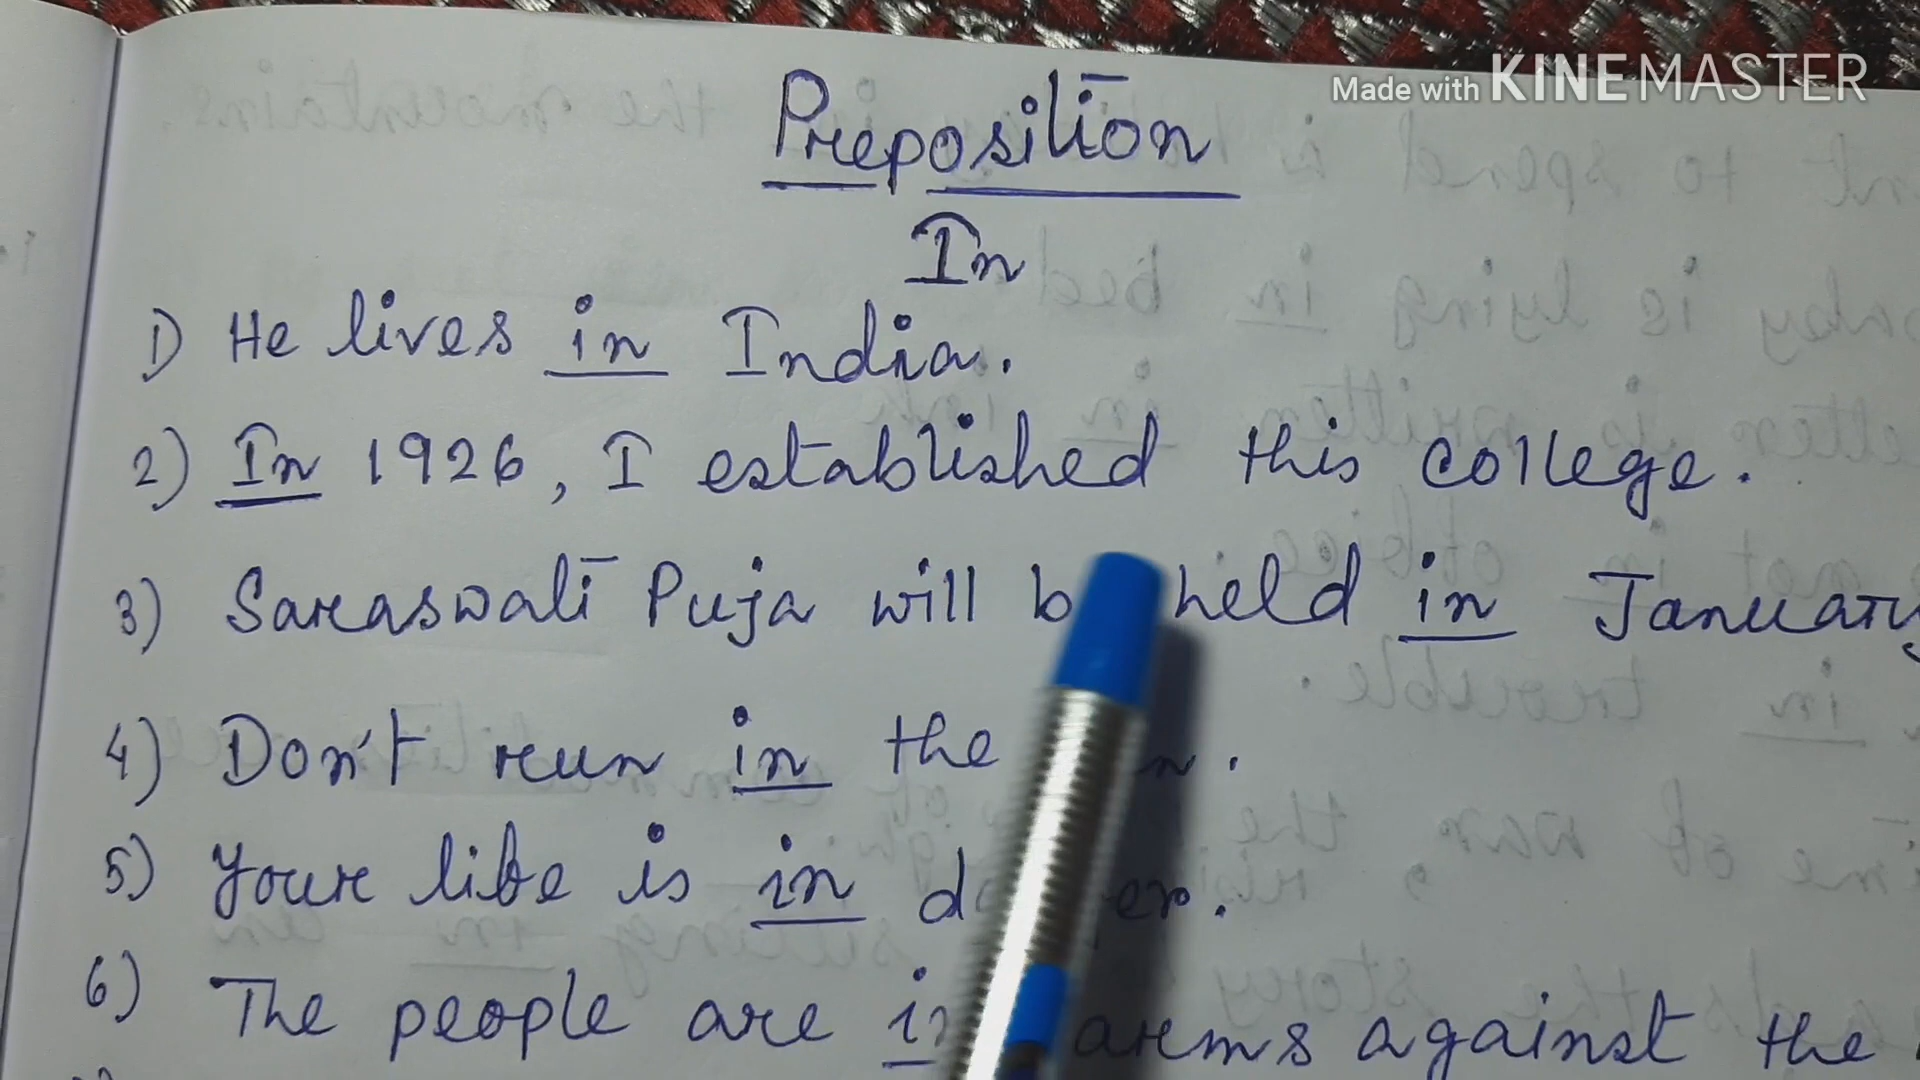 Made with KINEMASTER
Preposition
In
1) He lives in India.
2) In 1926, I established this college.
3) Saraswati Puja will be held in January
4) Don't run in the
5) Your life is in
6) The people are in arms against the